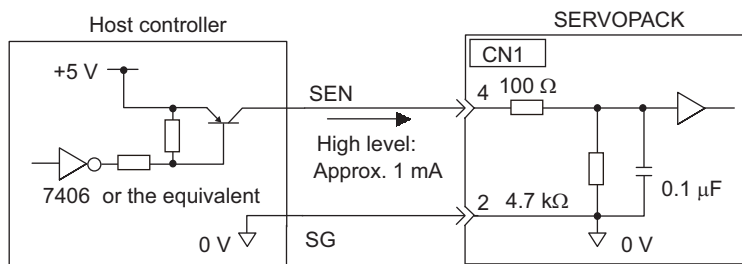 Host controller
SERVOPACK
CN1
+5 V
SEN
4
100 Ω
High level:
Approx. 1 mA
7406 or the equivalent
2
4.7 kΩ
0.1 μF
0 V
SG
0 V